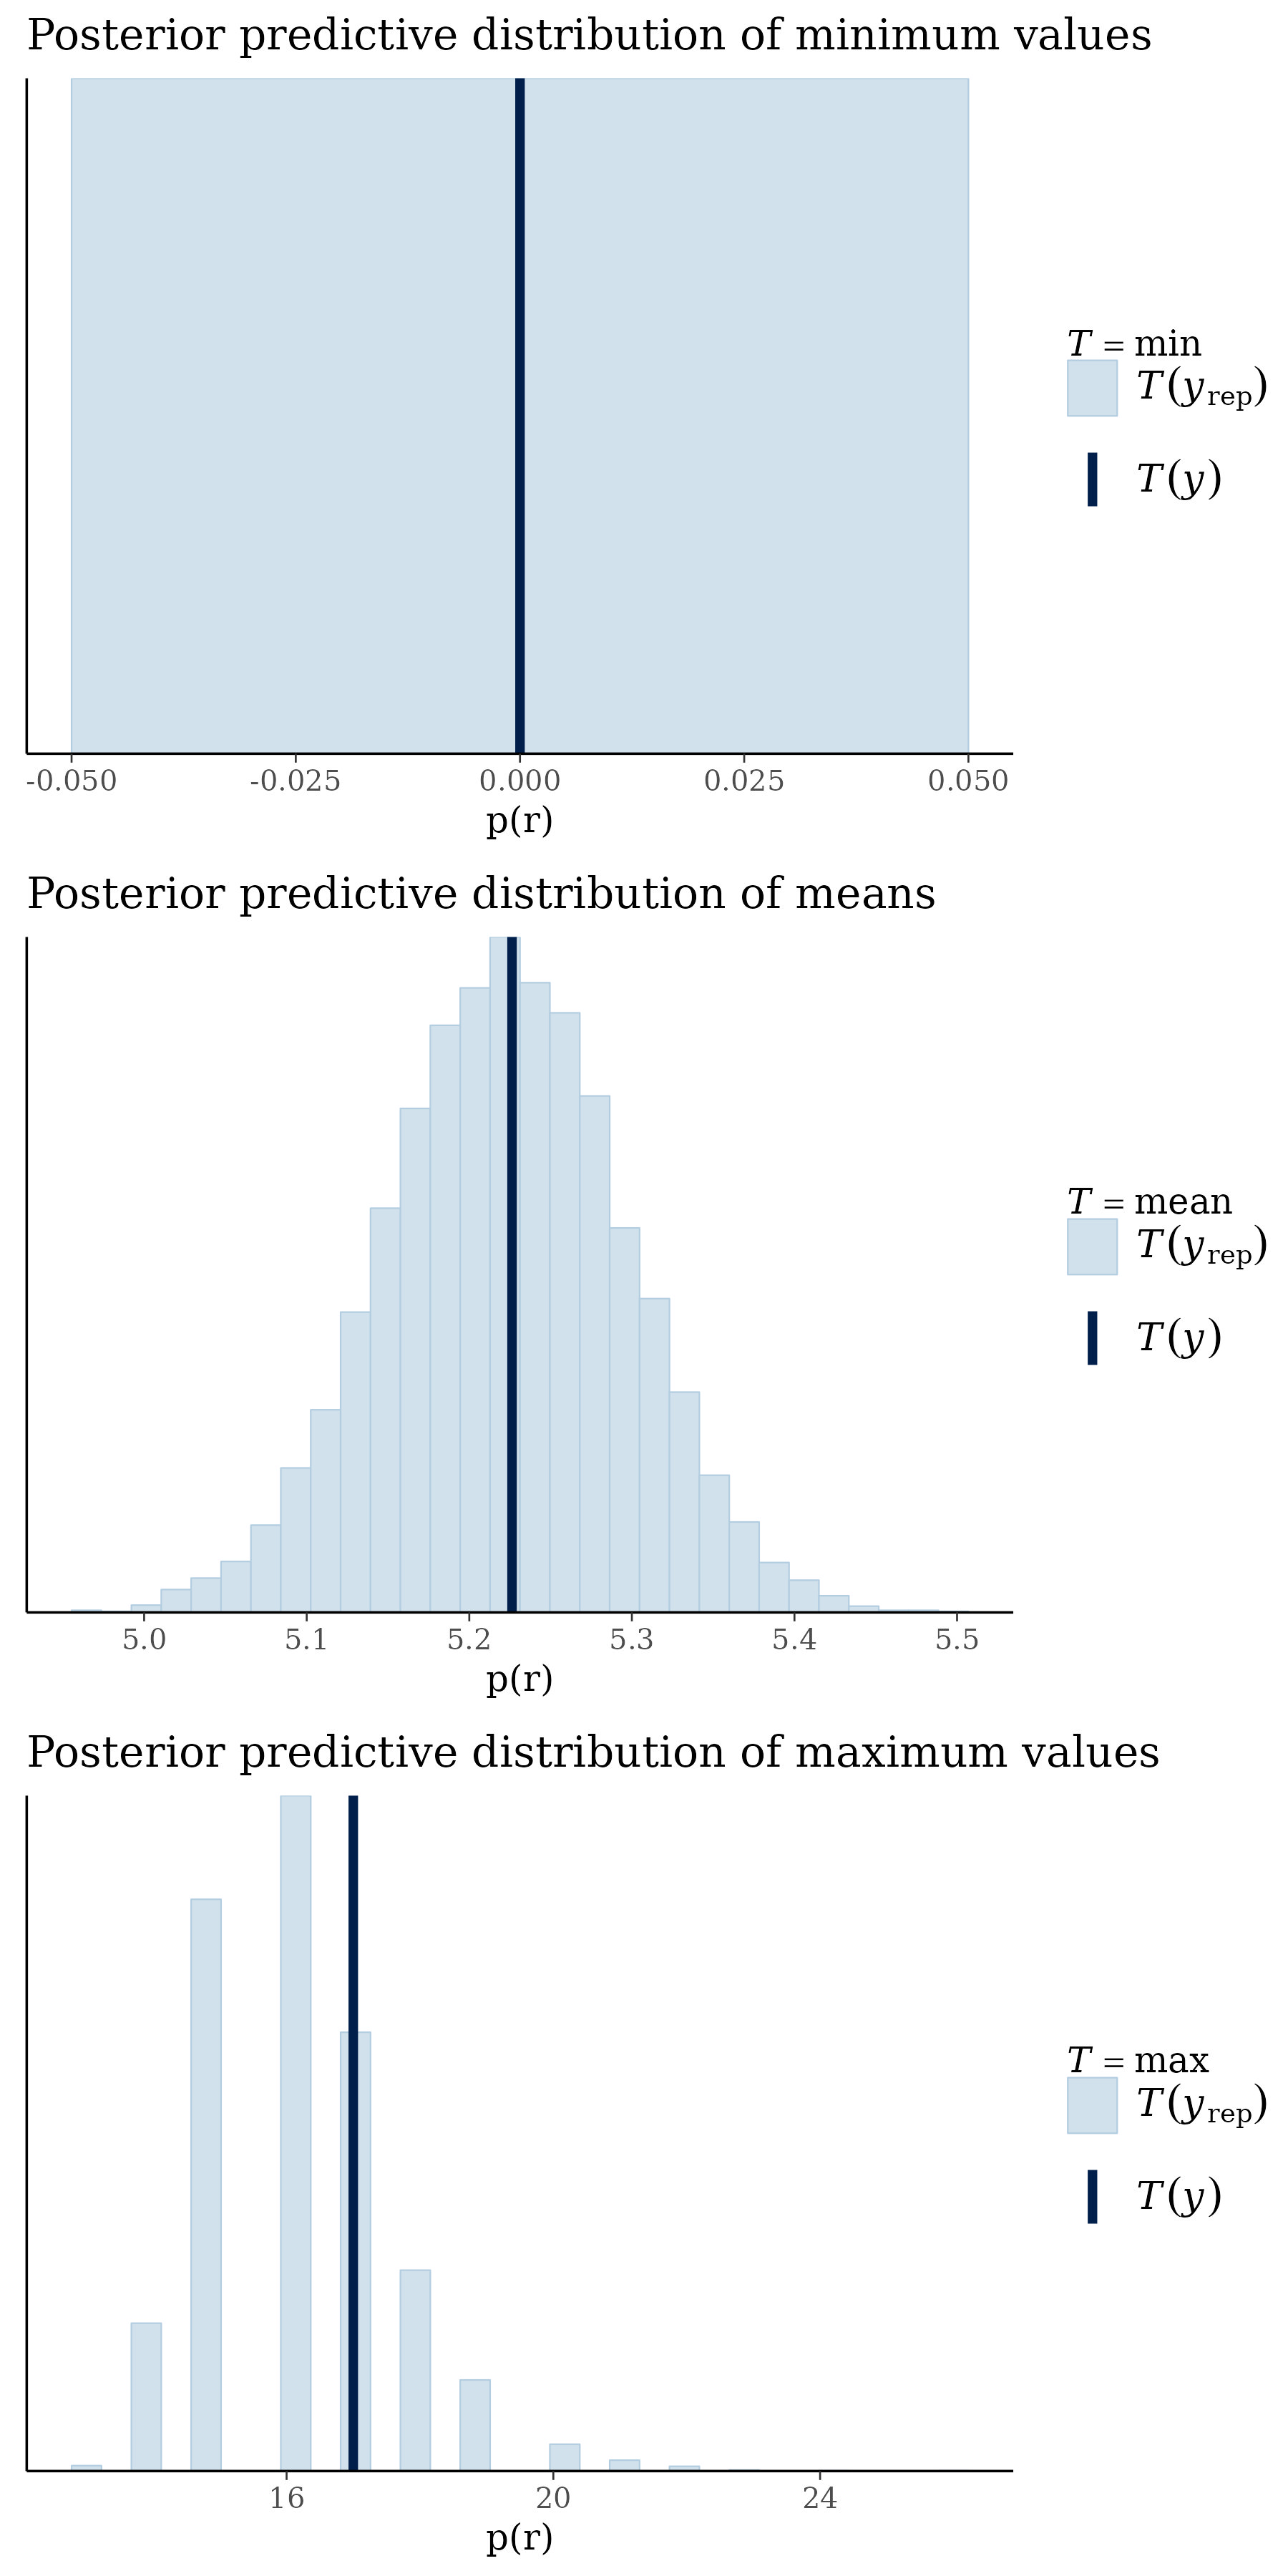 Posterior predictive distribution of minimum values
T = min
T(yrep)
T(y)
-0.050 -0.025 0.000 0.025 0.050
p(r)
Posterior predictive distribution of means
T = mean
T(yrep)
T(y)
5.0 5.1 5.2 5.3 5.4 5.5
p(r)
Posterior predictive distribution of maximum values
T = max
T(yrep)
T(y)
16 20 24
p(r)